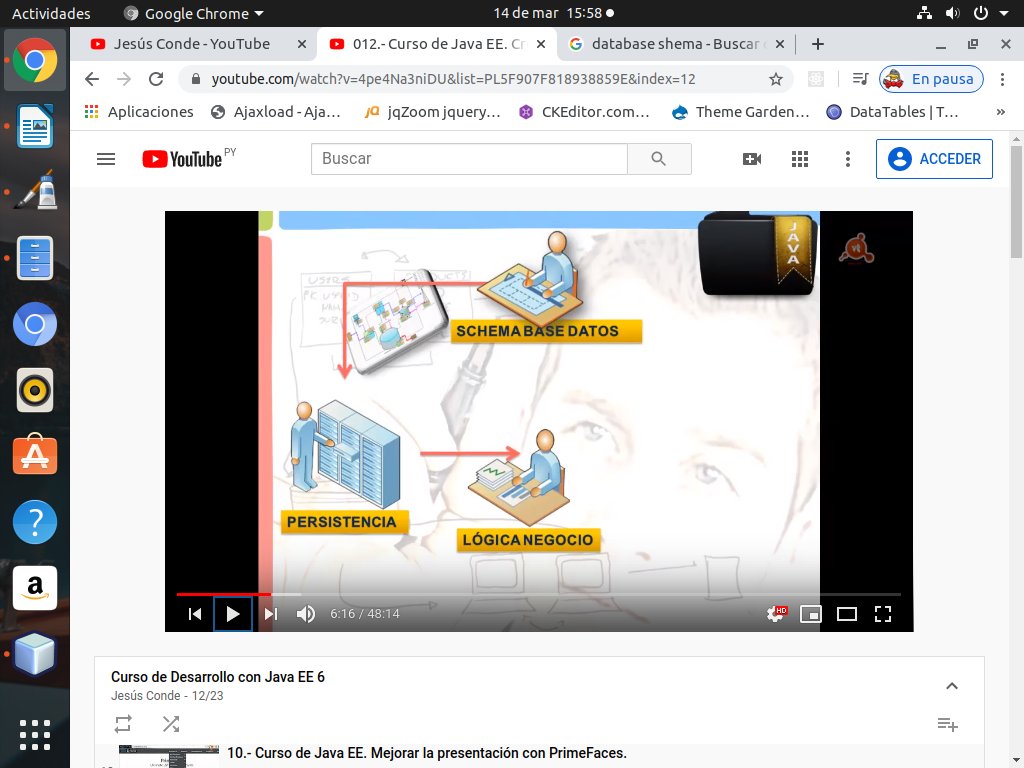 Actividades
Google Chrome
14 de mar 15:58
Jesús Conde - YouTube
012.- Curso de Java EE. Cr
database shema - Buscar c
youtube.com/watch?v=4pe4Na3niDU&list=PL5F907F818938859E&index=12
En pausa
Aplicaciones
Ajaxload - Aja...
jqZoom jquery...
CKEditor.com...
Theme Garden...
DataTables | T...
»
YouTube PY
Buscar
ACCEDER
JAVA
vt
USERS
SCHEMA BASE DATOS
PERSISTENCIA
LÓGICA NEGOCIO
6:16 / 48:14
HD
Curso de Desarrollo con Java EE 6
Jesús Conde - 12/23
10.- Curso de Java EE. Mejorar la presentación con PrimeFaces.